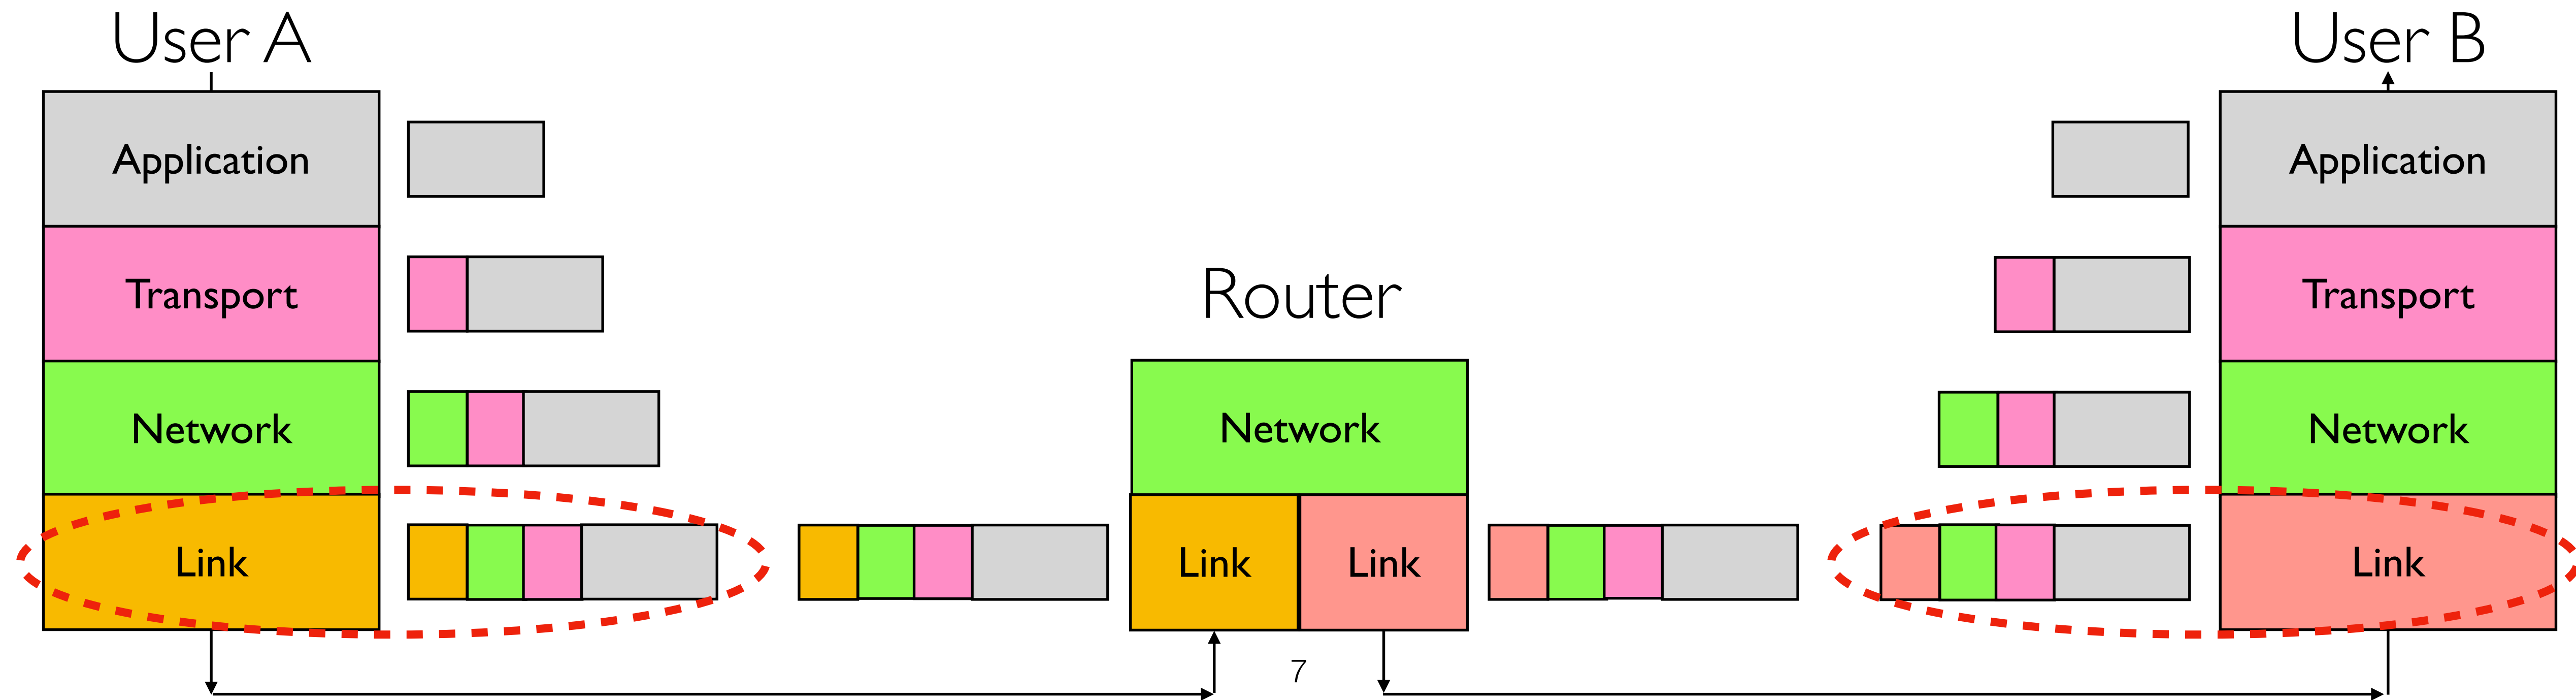 User A
User B
Application
Application
Transport
Router
Transport
Network
Network
Network
Link
Link
Link
Link
7